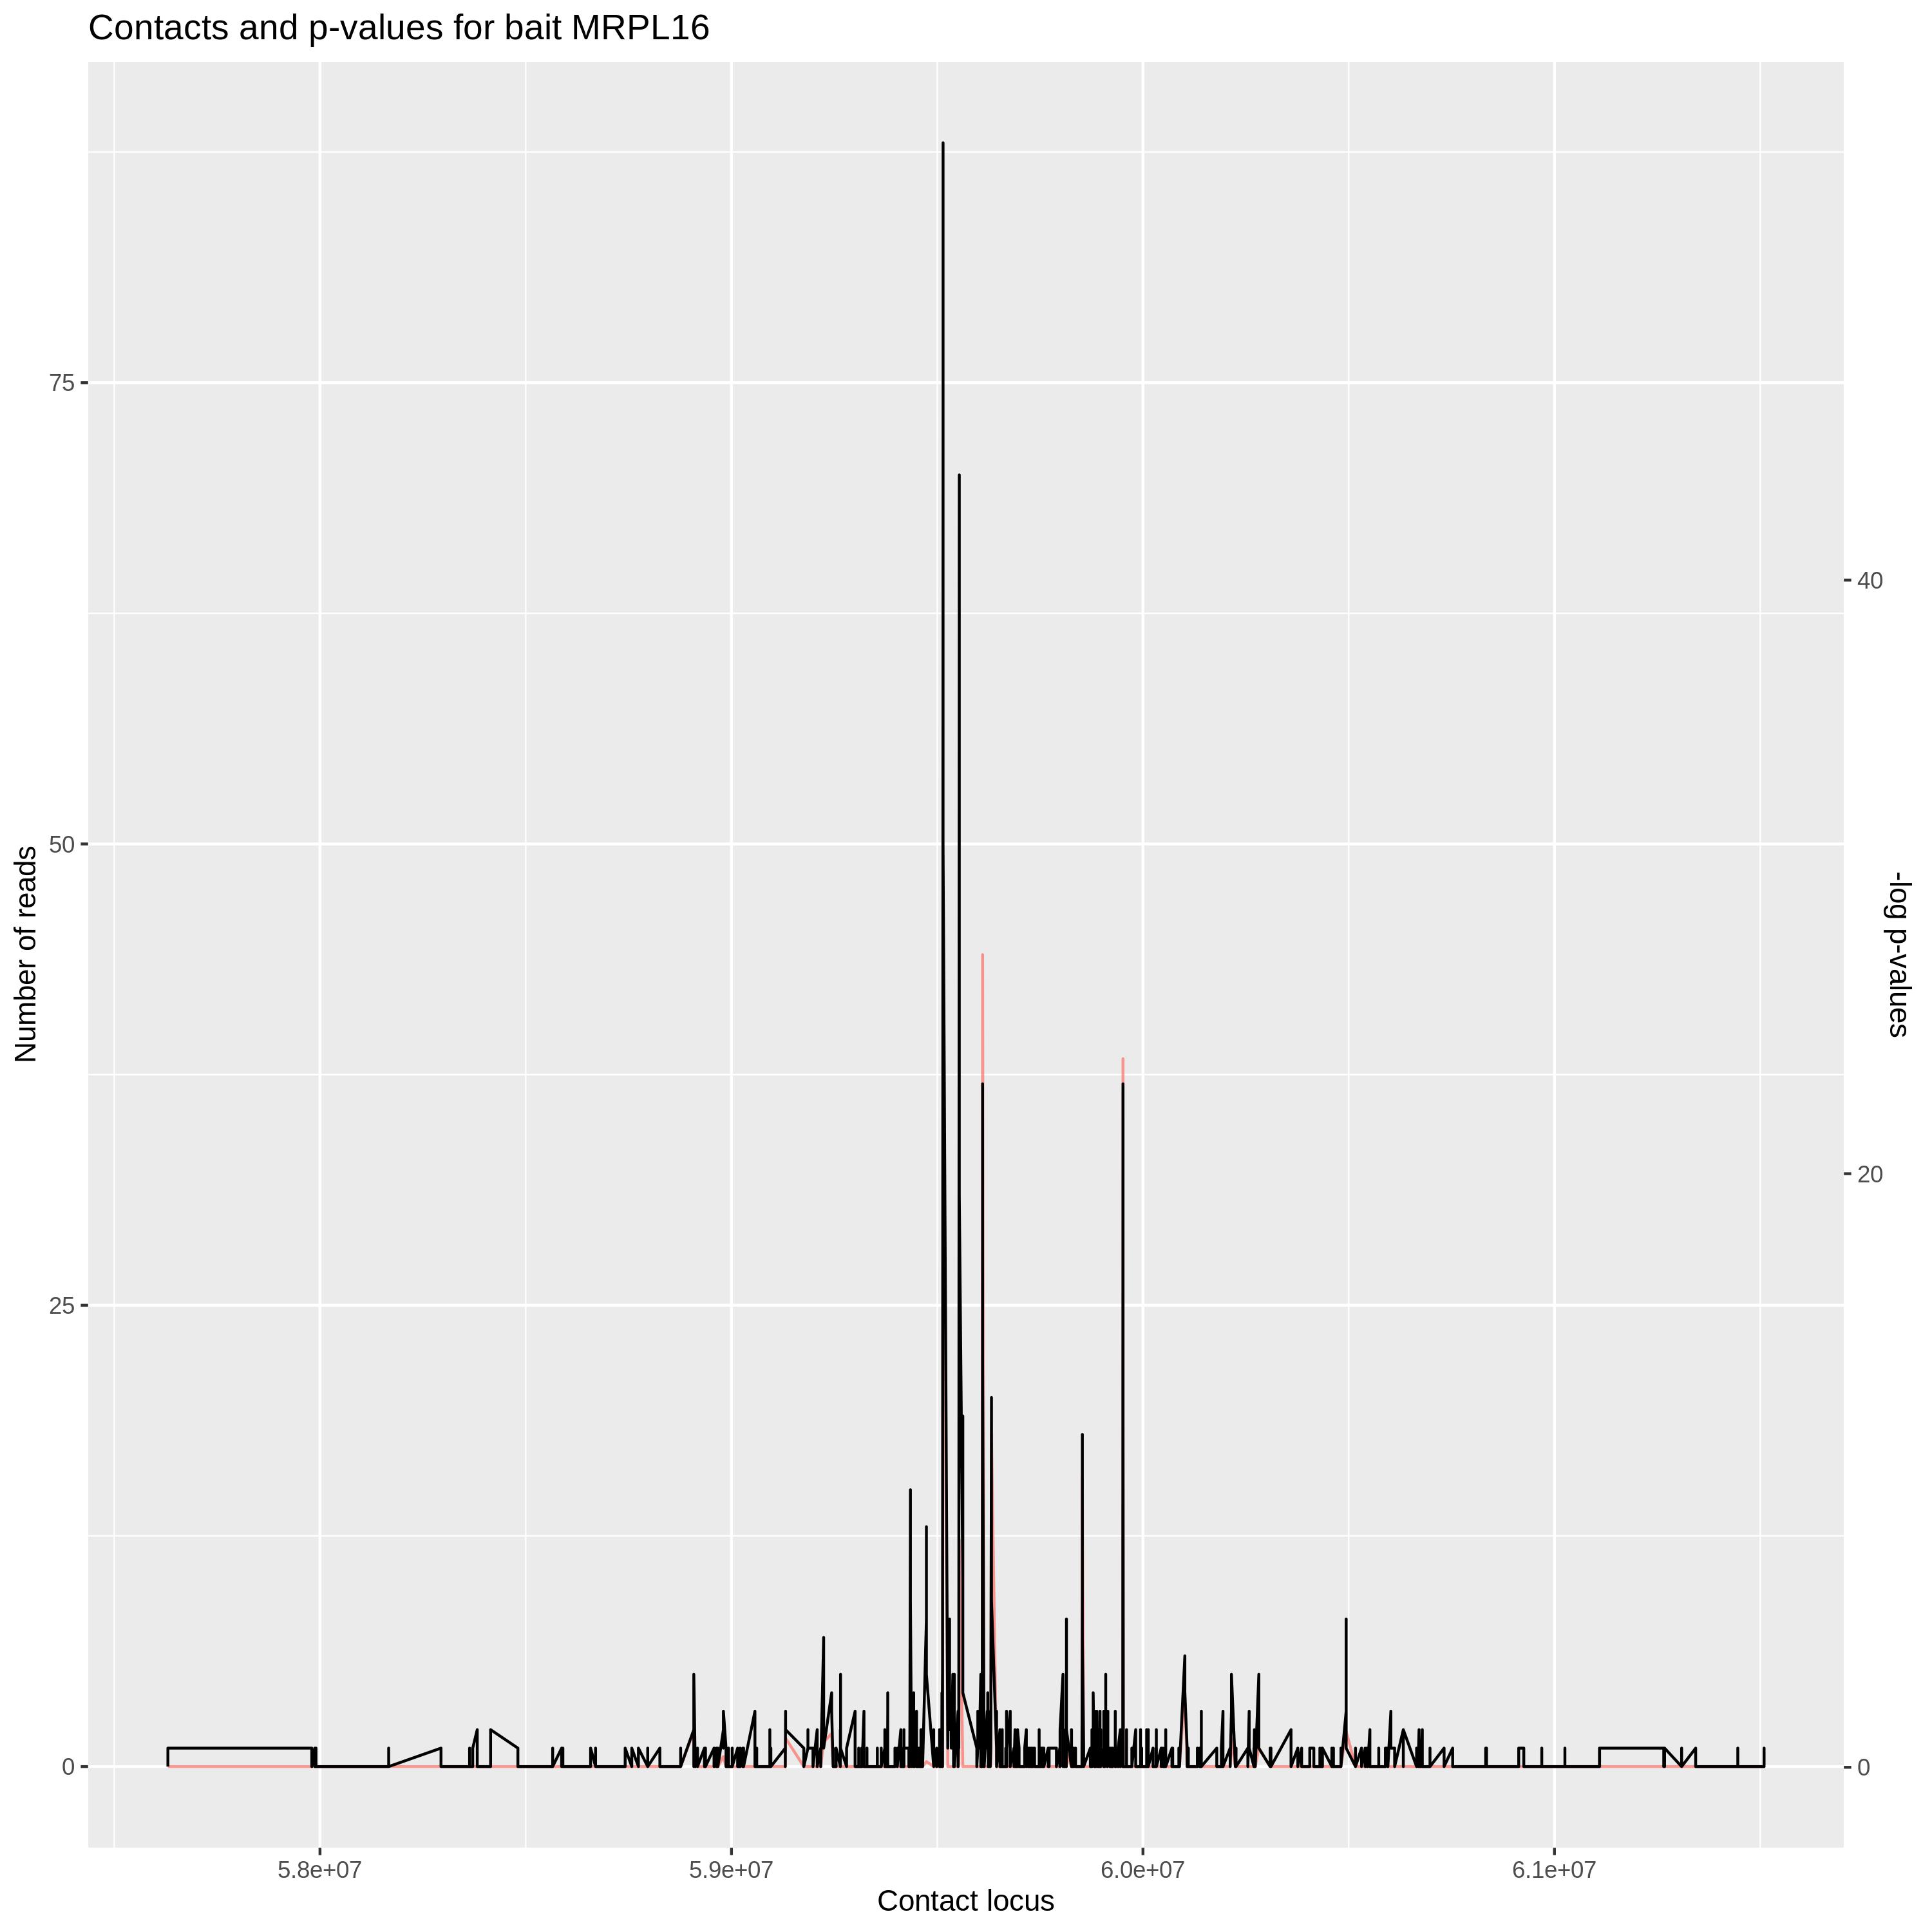 Contacts and p-values for bait MRPL16
75
50
25
0
Number of reads
40
20
0
-log p-values
5.8e+07
5.9e+07
6.0e+07
6.1e+07
Contact locus